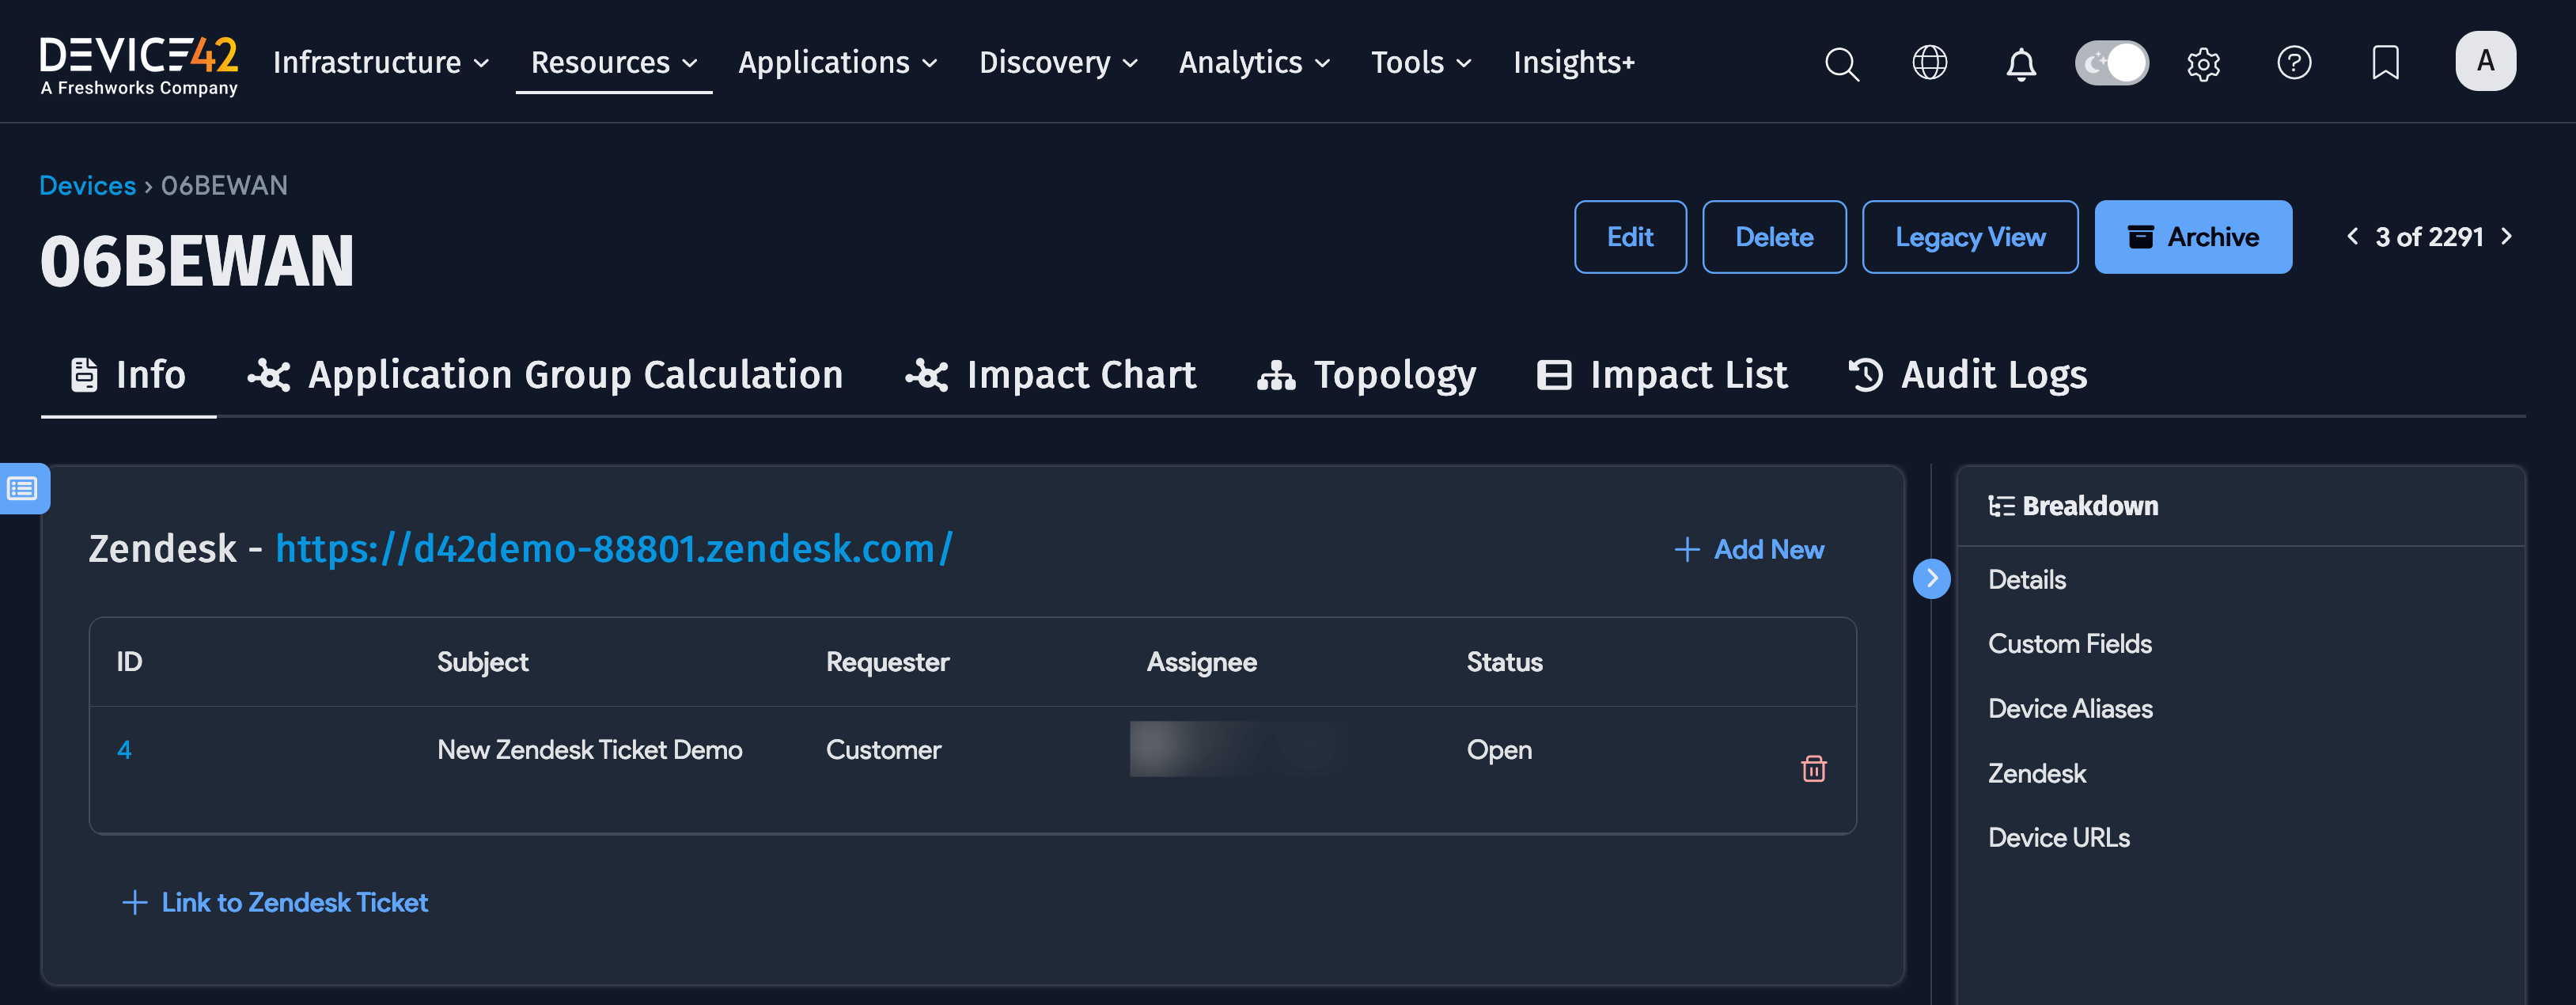 DEVICE42
A Freshworks Company
Infrastructure Resources Applications Discovery Analytics Tools Insights+
A
Devices › 06BEWAN
06BEWAN
Edit Delete Legacy View Archive 3 of 2291
Info Application Group Calculation Impact Chart Topology Impact List Audit Logs
Zendesk - https://d42demo-88801.zendesk.com/
+ Add New
ID Subject Requester Assignee Status
4 New Zendesk Ticket Demo Customer Open
+ Link to Zendesk Ticket
Breakdown
Details
Custom Fields
Device Aliases
Zendesk
Device URLs